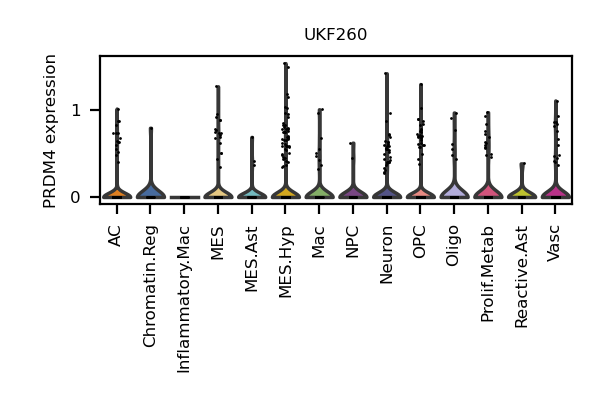 UKF260
PRDM4 expression
1
0
AC
Chromatin.Reg
Inflammatory.Mac
MES
MES.Ast
MES.Hyp
Mac
NPC
Neuron
OPC
Oligo
Prolif.Metab
Reactive.Ast
Vasc